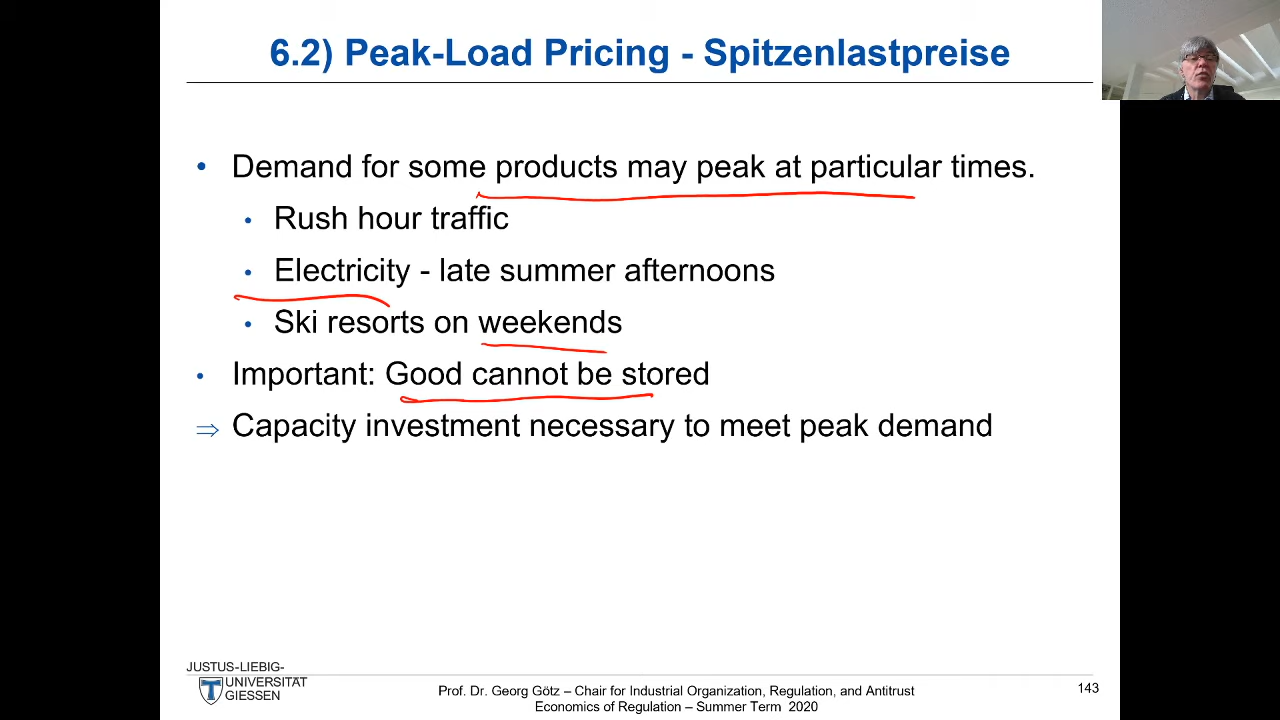 6.2) Peak-Load Pricing - Spitzenlastpreise
• Demand for some products may peak at particular times.
• Rush hour traffic
• Electricity - late summer afternoons
• Ski resorts on weekends
• Important: Good cannot be stored
⇒ Capacity investment necessary to meet peak demand
JUSTUS-LIEBIG-
UNIVERSITÄT
GIESSEN
Prof. Dr. Georg Götz – Chair for Industrial Organization, Regulation, and Antitrust
Economics of Regulation – Summer Term 2020
143